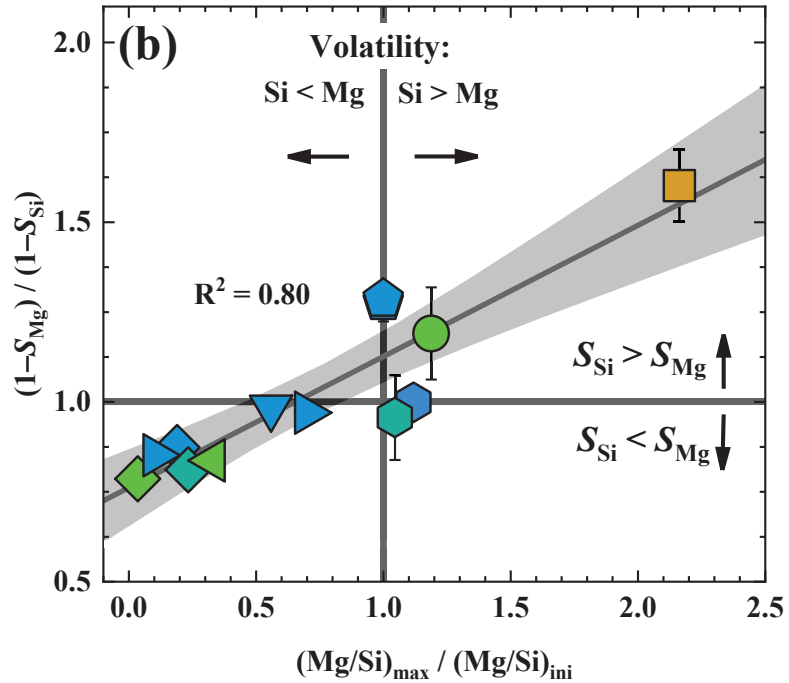 (b)
Volatility:
Si < Mg Si > Mg
R² = 0.80
S_Si > S_Mg
S_Si < S_Mg
2.0
1.5
1.0
0.5
(1–S_Mg) / (1–S_Si)
0.0 0.5 1.0 1.5 2.0 2.5
(Mg/Si)_max / (Mg/Si)_ini